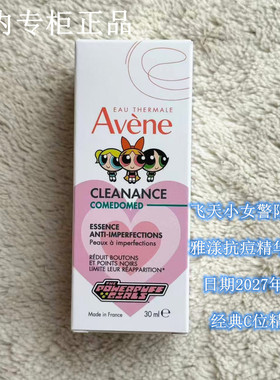 内专柜正品
EAU THERMALE
Avène
CLEANANCE
COMEDOMED
ESSENCE
ANTI-IMPERFECTIONS
Peaux à imperfections
RÉDUIT BOUTONS
ET POINTS NOIRS
LIMITE LEUR RÉAPPARITION*
THE
POWERPUFF
GIRLS
Made in France
30 ml e
飞天小女警
雅漾抗痘精华
日期2027年
经典C位精